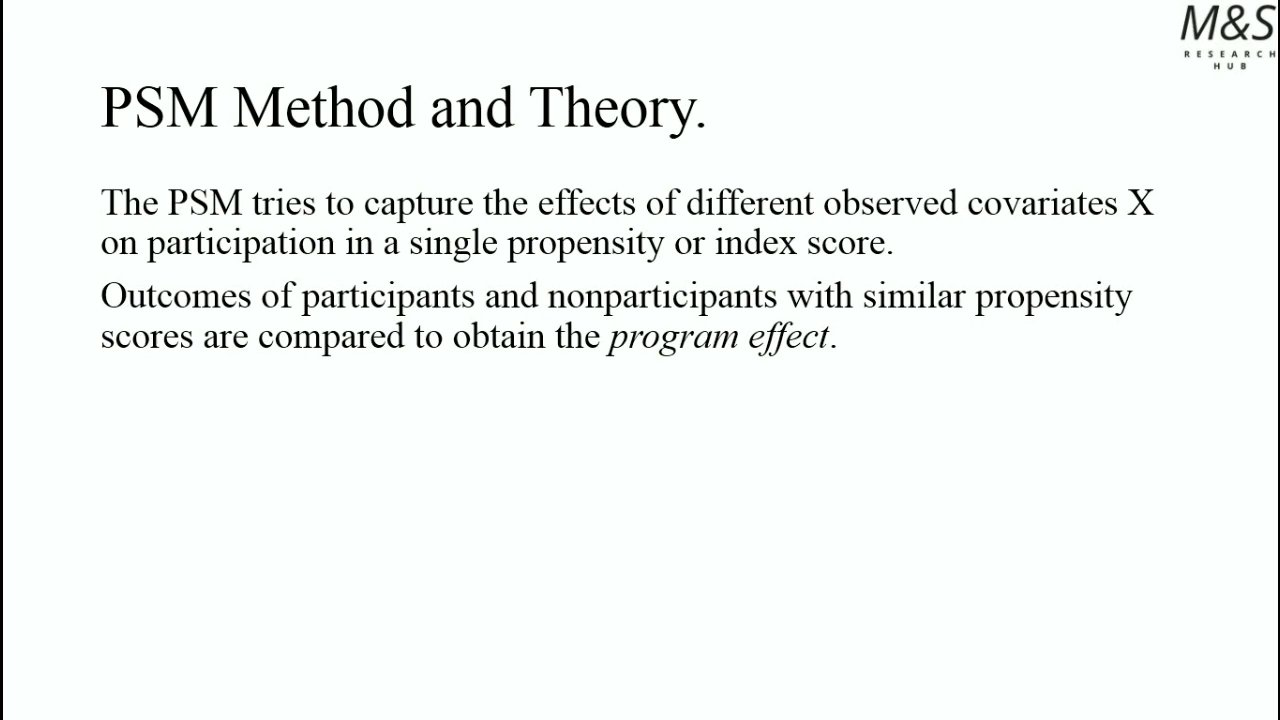 M&S
RESEARCH
HUB
PSM Method and Theory.
The PSM tries to capture the effects of different observed covariates X
on participation in a single propensity or index score.
Outcomes of participants and nonparticipants with similar propensity
scores are compared to obtain the program effect.